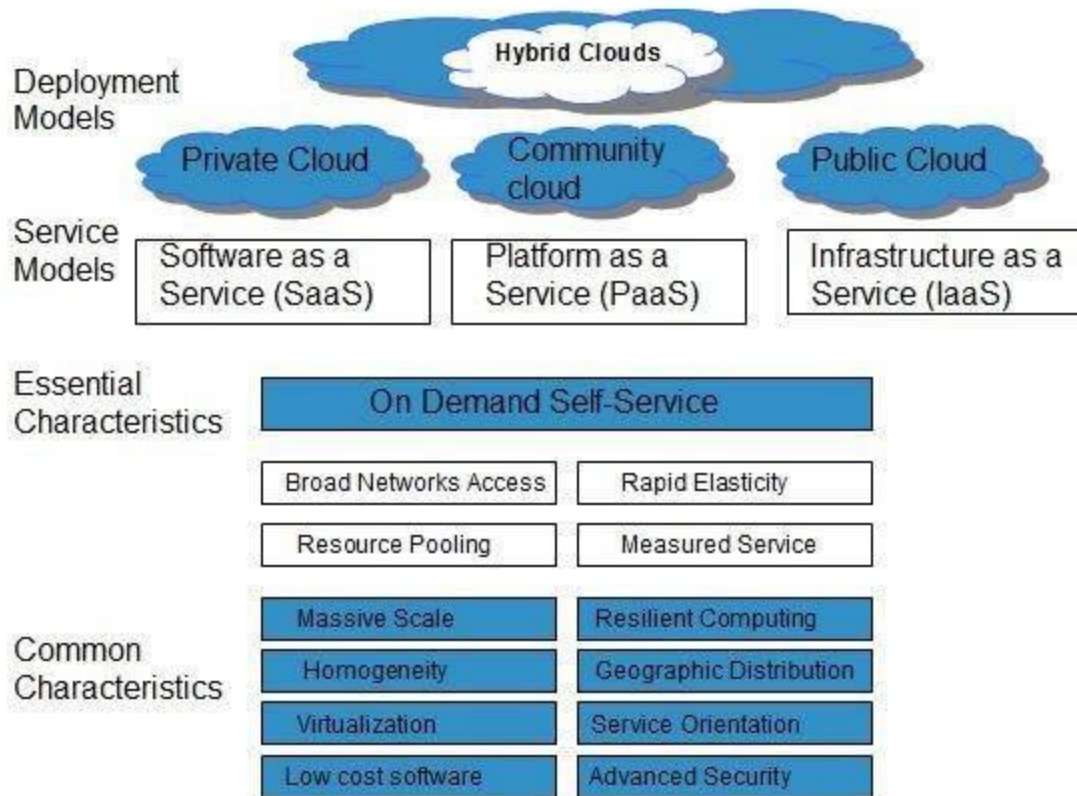 Hybrid Clouds
Deployment
Models
Private Cloud
Community
cloud
Public Cloud
Service
Models
Software as a
Service (SaaS)
Platform as a
Service (PaaS)
Infrastructure as a
Service (IaaS)
Essential
Characteristics
On Demand Self-Service
Broad Networks Access
Rapid Elasticity
Resource Pooling
Measured Service
Common
Characteristics
Massive Scale
Resilient Computing
Homogeneity
Geographic Distribution
Virtualization
Service Orientation
Low cost software
Advanced Security